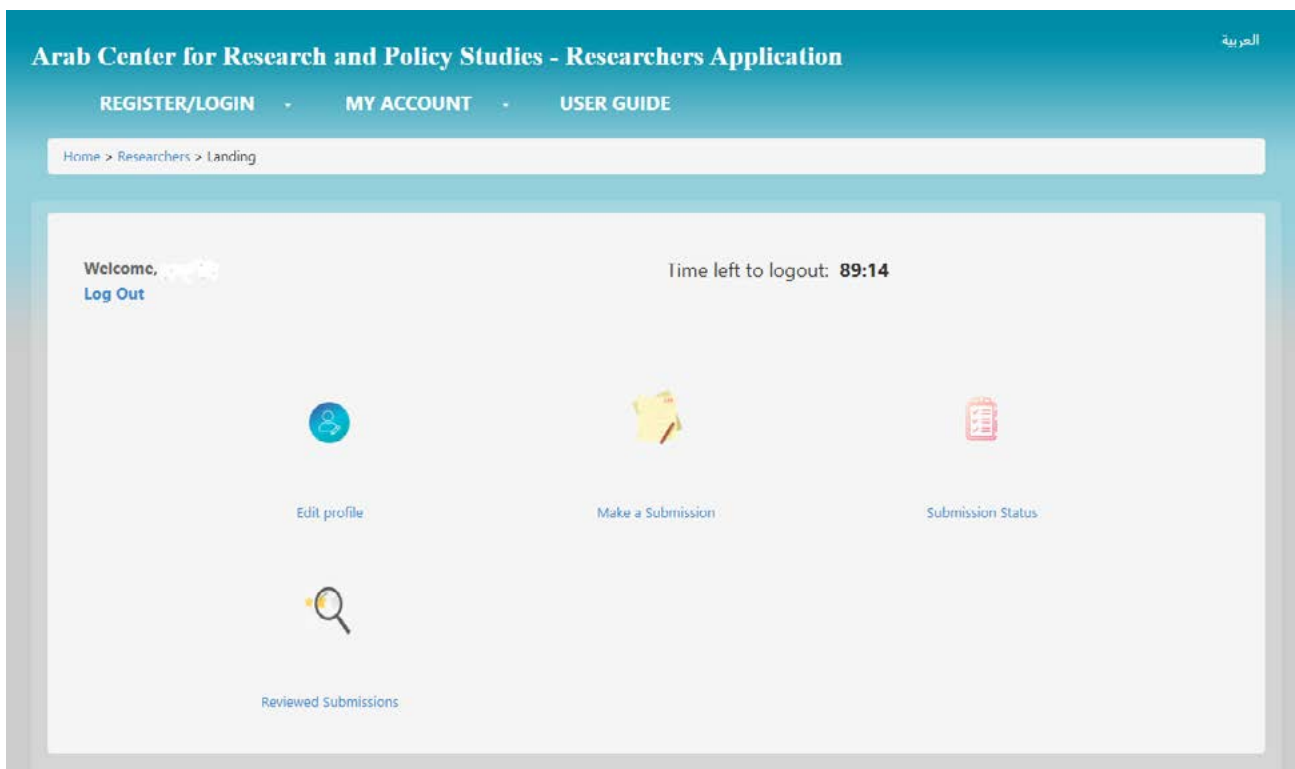 العربية
Arab Center for Research and Policy Studies - Researchers Application
REGISTER/LOGIN MY ACCOUNT USER GUIDE
Home > Researchers > Landing
Welcome, Time left to logout: 89:14
Log Out
Edit profile Make a Submission Submission Status
Reviewed Submissions